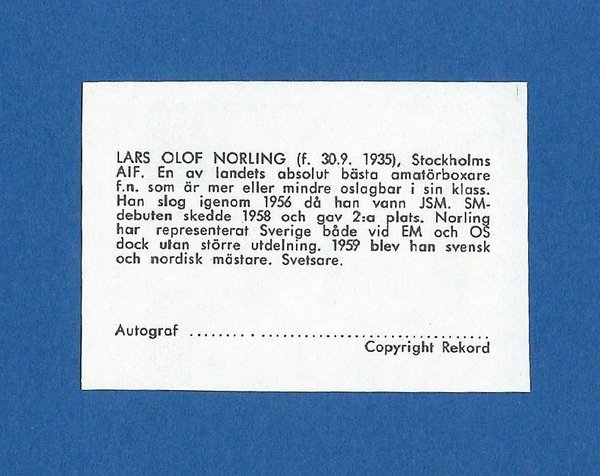 LARS OLOF NORLING (f. 30.9. 1935), Stockholms
AIF. En av landets absolut bästa amatörboxare
f.n. som är mer eller mindre oslagbar i sin klass.
Han slog igenom 1956 då han vann JSM. SM-
debuten skedde 1958 och gav 2:a plats. Norling
har representerat Sverige både vid EM och OS
dock utan större utdelning. 1959 blev han svensk
och nordisk mästare. Svetsare.
Autograf ................................................
Copyright Rekord